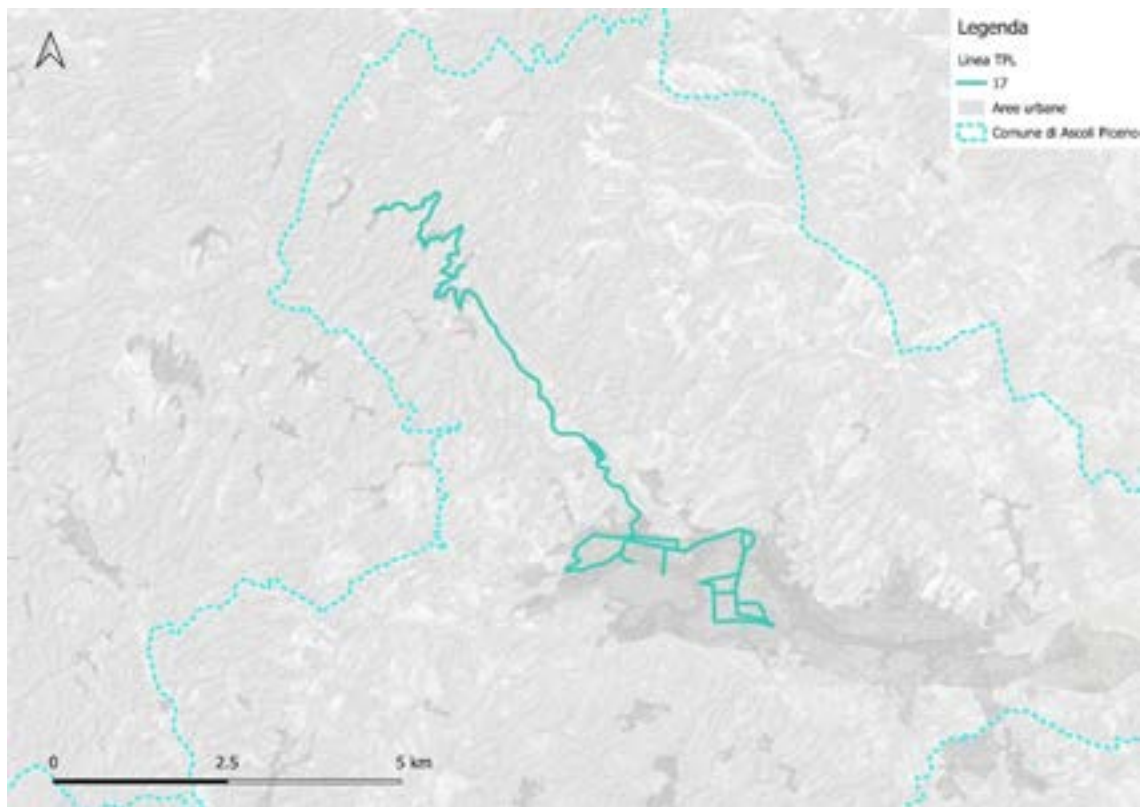 Legenda
Linea TPL
17
Aree urbane
Comune di Ascoli Piceno
0 2.5 5 km